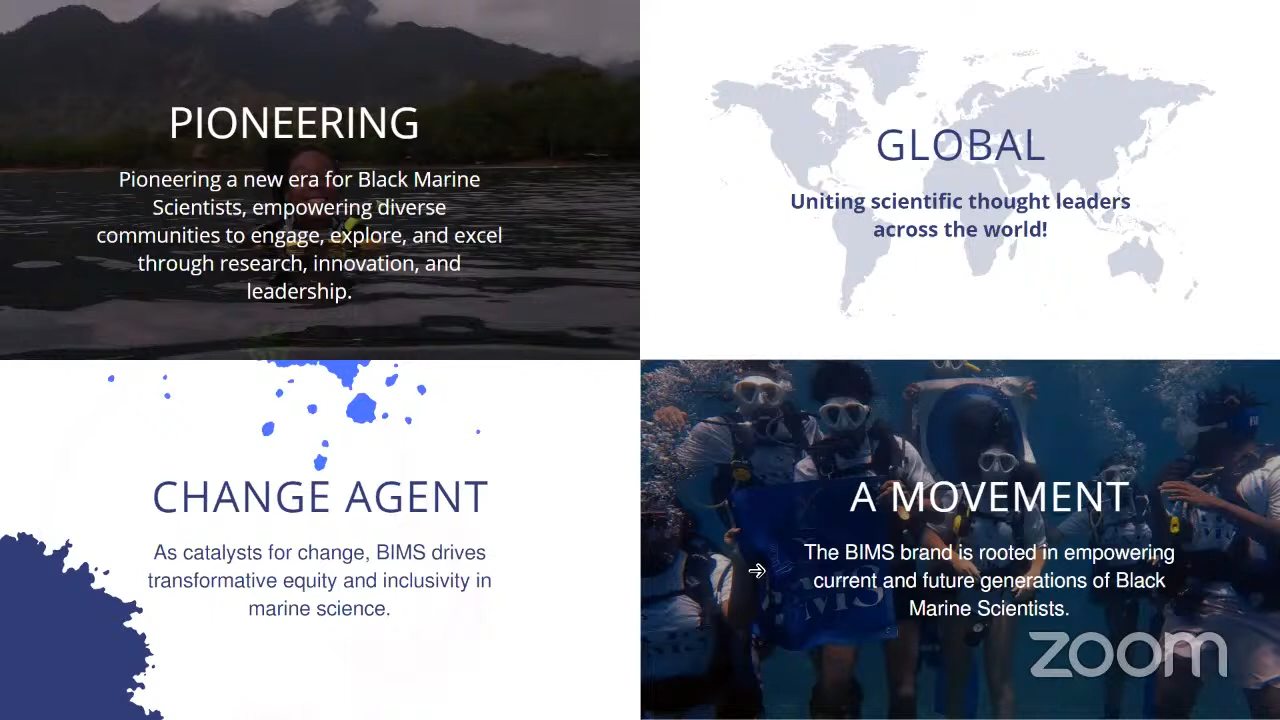 PIONEERING
Pioneering a new era for Black Marine
Scientists, empowering diverse
communities to engage, explore, and excel
through research, innovation, and
leadership.
GLOBAL
Uniting scientific thought leaders
across the world!
CHANGE AGENT
As catalysts for change, BIMS drives
transformative equity and inclusivity in
marine science.
A MOVEMENT
The BIMS brand is rooted in empowering
current and future generations of Black
Marine Scientists.
zoom